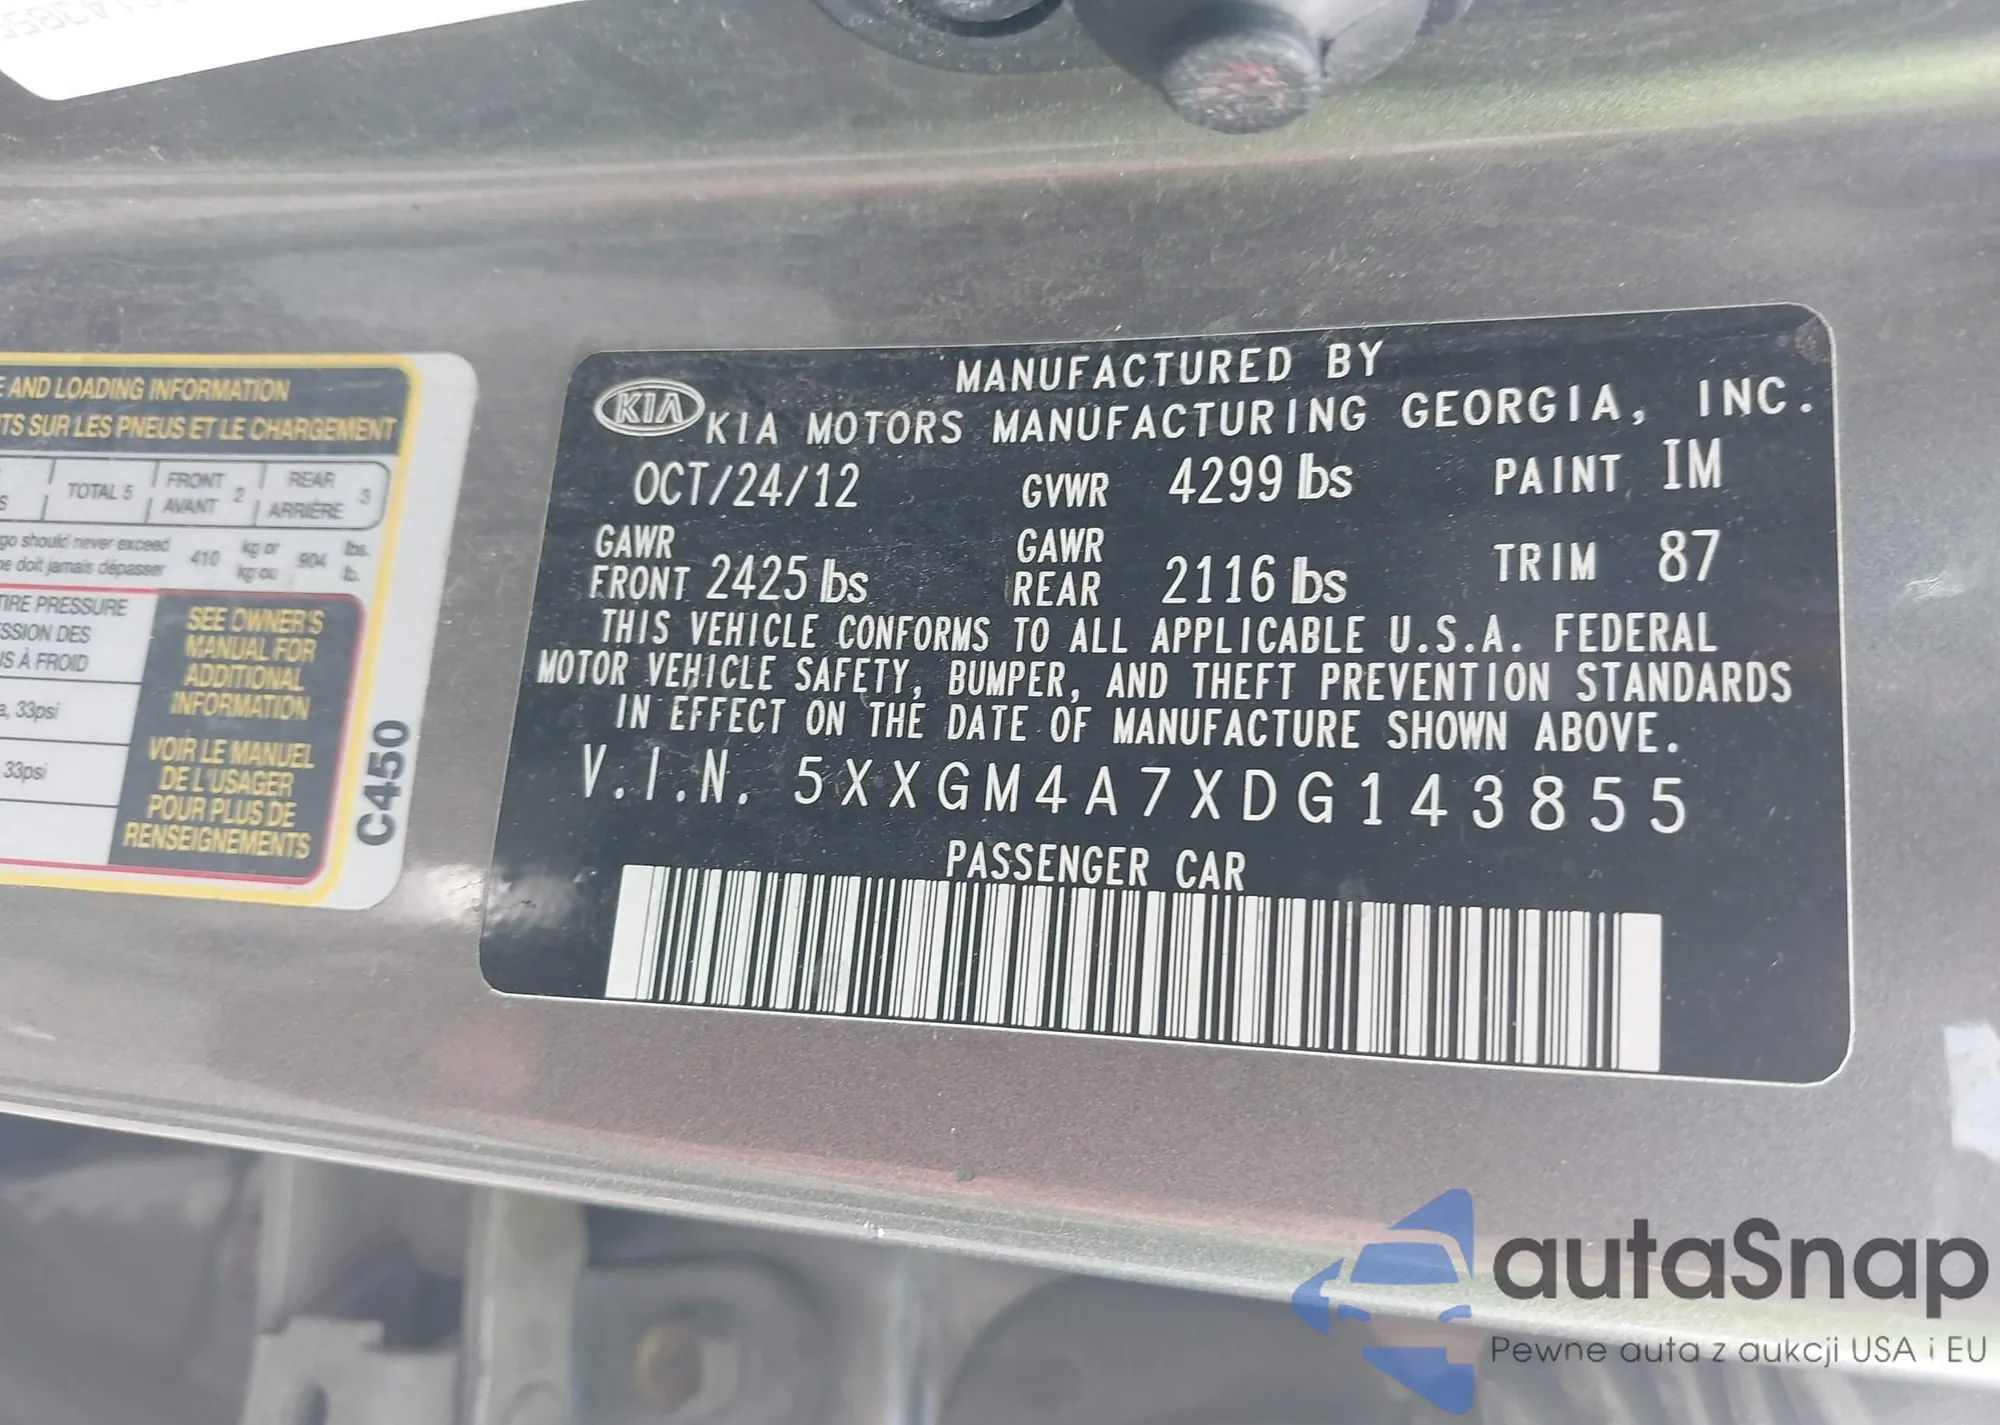 E AND LOADING INFORMATION
TS SUR LES PNEUS ET LE CHARGEMENT
TOTAL 5
FRONT
AVANT
2
REAR
ARRIÈRE
3
go should never exceed
e doit jamais dépasser
410
kg or
kg ou
904
lbs.
lb.
TIRE PRESSURE
SSION DES
US À FROID
a, 33psi
33psi
SEE OWNER'S
MANUAL FOR
ADDITIONAL
INFORMATION
VOIR LE MANUEL
DE L'USAGER
POUR PLUS DE
RENSEIGNEMENTS
C450
MANUFACTURED BY
KIA KIA MOTORS MANUFACTURING GEORGIA, INC.
OCT/24/12 GVWR 4299 lbs PAINT IM
GAWR FRONT 2425 lbs GAWR REAR 2116 lbs TRIM 87
THIS VEHICLE CONFORMS TO ALL APPLICABLE U.S.A. FEDERAL
MOTOR VEHICLE SAFETY, BUMPER, AND THEFT PREVENTION STANDARDS
IN EFFECT ON THE DATE OF MANUFACTURE SHOWN ABOVE.
V.I.N. 5XXGM4A7XDG143855
PASSENGER CAR
autaSnap
Pewne auta z aukcji USA i EU